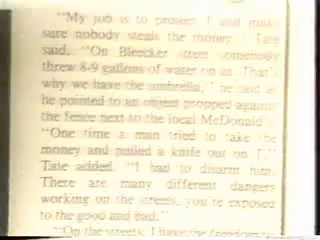 "My job is to protect T and make
sure nobody steals the money," Tate
said. "On Bleecker street somebody
threw 8-9 gallons of water on us. That's
why we have the umbrella," he said as
he pointed to an object propped against
the fence next to the local McDonald
"One time a man tried to take the
money and pulled a knife out on T,"
Tate added. "I had to disarm him.
There are many different dangers
working on the streets, you're exposed
to the good and bad."
"On the streets, I have the freedom to